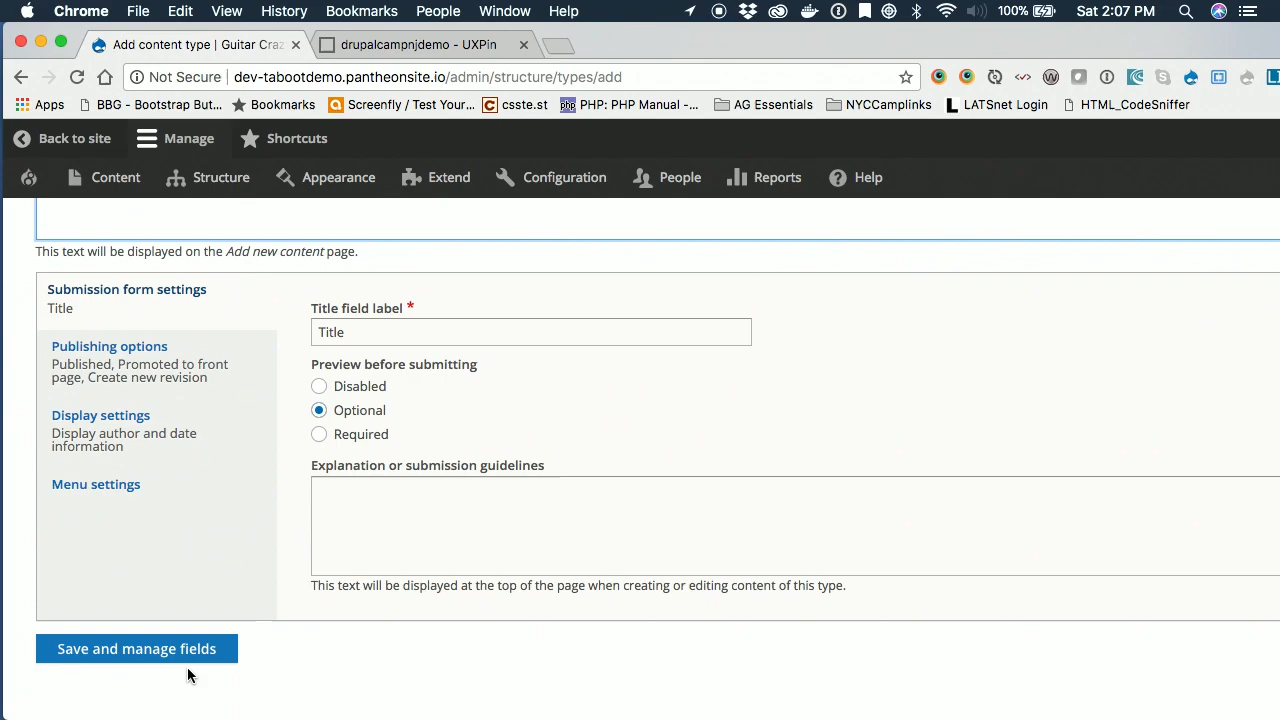 Chrome File Edit View History Bookmarks People Window Help 100% Sat 2:07 PM
Add content type | Guitar Craz drupalcampnjdemo - UXPin
Not Secure dev-tabootdemo.pantheonsite.io/admin/structure/types/add
Apps BBG - Bootstrap But... Bookmarks Screenfly / Test Your... csste.st PHP: PHP Manual -... AG Essentials NYCCamplinks LATSnet Login HTML_CodeSniffer
Back to site Manage Shortcuts
Content Structure Appearance Extend Configuration People Reports Help
This text will be displayed on the Add new content page.
Submission form settings
Title
Publishing options
Published, Promoted to front
page, Create new revision
Display settings
Display author and date
information
Menu settings
Title field label *
Title
Preview before submitting
Disabled
Optional
Required
Explanation or submission guidelines
This text will be displayed at the top of the page when creating or editing content of this type.
Save and manage fields